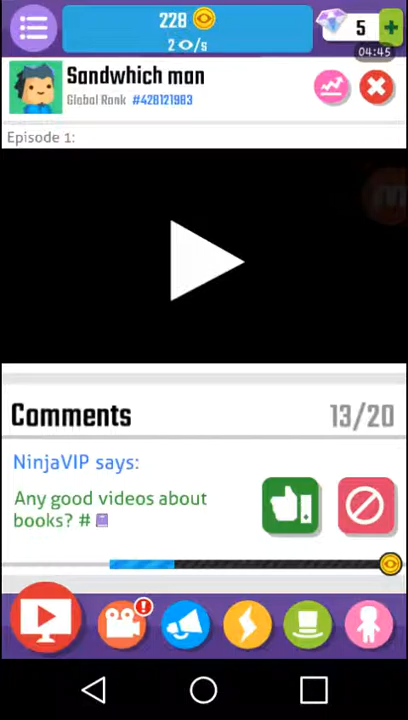 228
2 /s
5
04:45
Sandwhich man
Global Rank #428121983
Episode 1:
Comments 13/20
NinjaVIP says:
Any good videos about
books? #
!